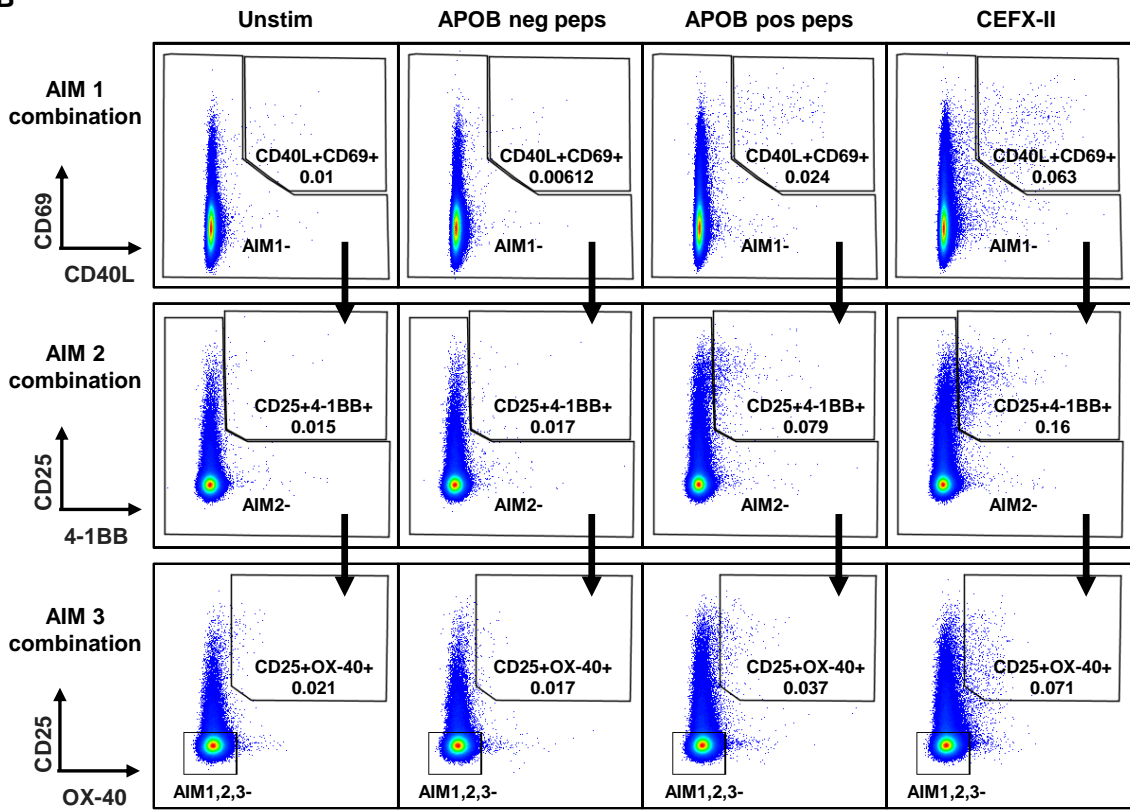 B
Unstim
APOB neg peps
APOB pos peps
CEFX-II
AIM 1
combination
CD69
CD40L
CD40L+CD69+
0.01
AIM1-
CD40L+CD69+
0.00612
AIM1-
CD40L+CD69+
0.024
AIM1-
CD40L+CD69+
0.063
AIM1-
AIM 2
combination
CD25
4-1BB
CD25+4-1BB+
0.015
AIM2-
CD25+4-1BB+
0.017
AIM2-
CD25+4-1BB+
0.079
AIM2-
CD25+4-1BB+
0.16
AIM2-
AIM 3
combination
CD25
OX-40
CD25+OX-40+
0.021
AIM1,2,3-
CD25+OX-40+
0.017
AIM1,2,3-
CD25+OX-40+
0.037
AIM1,2,3-
CD25+OX-40+
0.071
AIM1,2,3-